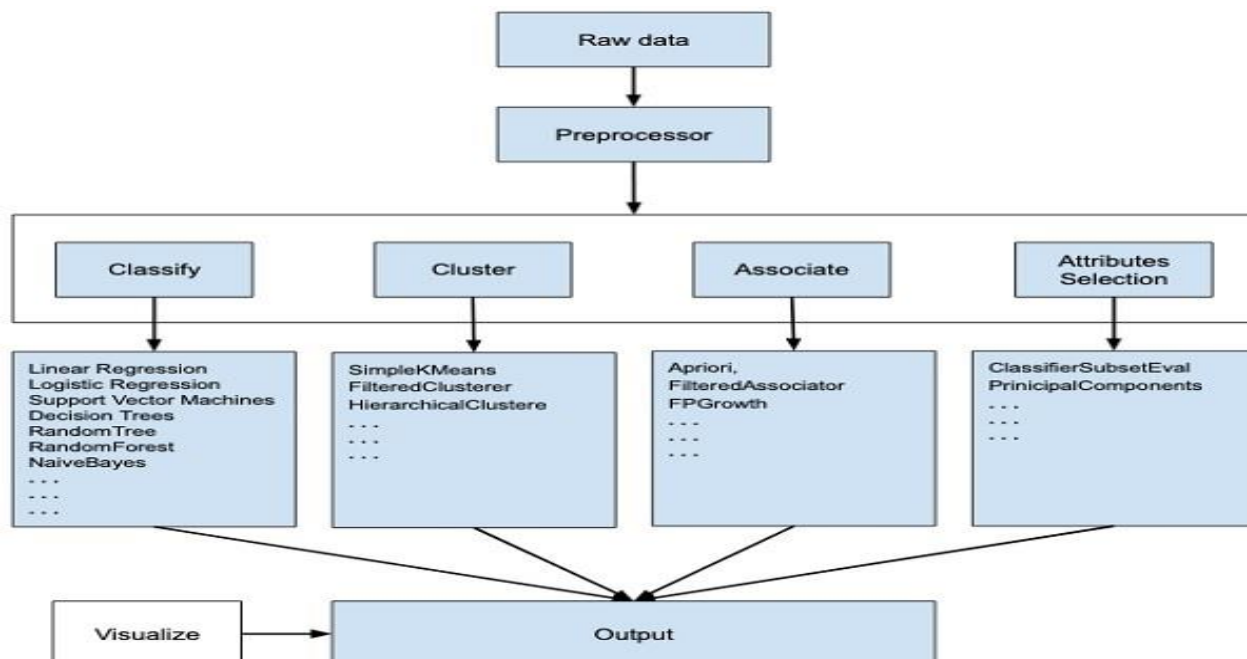 Raw data
Preprocessor
Classify
Cluster
Associate
Attributes
Selection
Linear Regression
Logistic Regression
Support Vector Machines
Decision Trees
RandomTree
RandomForest
NaiveBayes
- - -
- - -
- - -
SimpleKMeans
FilteredClusterer
HierarchicalClustere
- - -
- - -
- - -
Apriori,
FilteredAssociator
FPGrowth
- - -
- - -
- - -
ClassifierSubsetEval
PrinicipalComponents
- - -
- - -
- - -
Visualize
Output